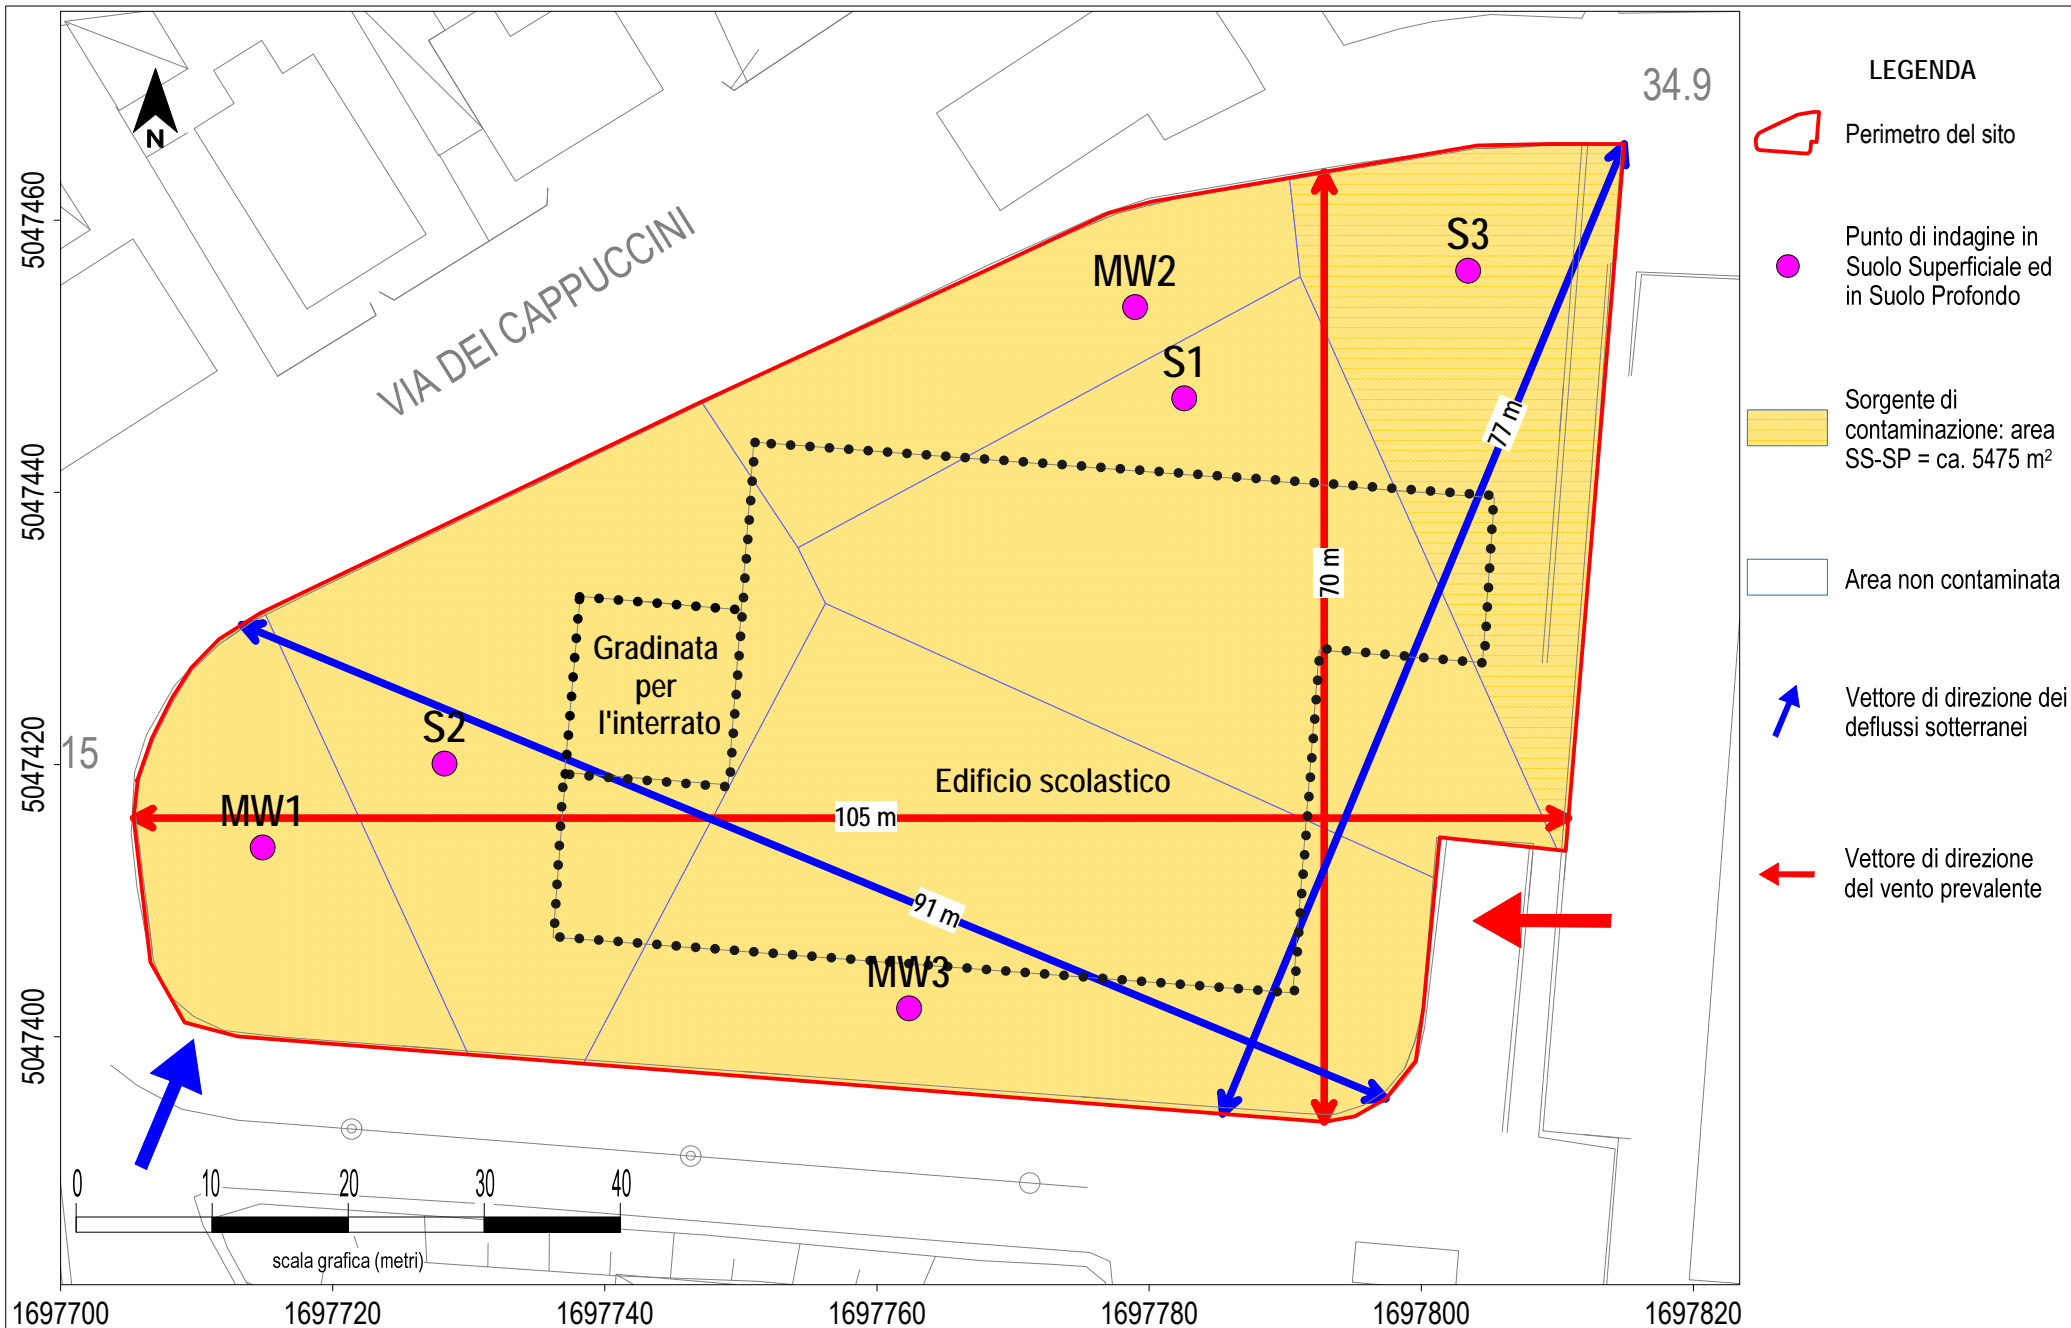 34.9
N
VIA DEI CAPPUCCINI
S3
MW2
S1
77 m
70 m
Gradinata
per
l'interrato
S2
15
Edificio scolastico
MW1
105 m
91 m
MW3
0 10 20 30 40
scala grafica (metri)
5047460
5047440
5047420
5047400
1697700 1697720 1697740 1697760 1697780 1697800 1697820
LEGENDA
Perimetro del sito
Punto di indagine in
Suolo Superficiale ed
in Suolo Profondo
Sorgente di
contaminazione: area
SS-SP = ca. 5475 m²
Area non contaminata
Vettore di direzione dei
deflussi sotterranei
Vettore di direzione
del vento prevalente